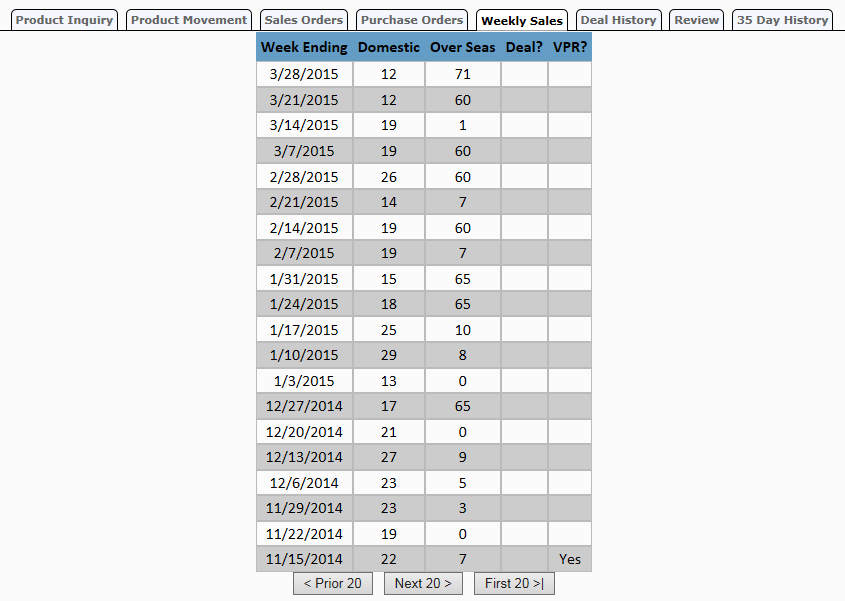 Product Inquiry Product Movement Sales Orders Purchase Orders Weekly Sales Deal History Review 35 Day History
Week Ending Domestic Over Seas Deal? VPR?
3/28/2015 12 71
3/21/2015 12 60
3/14/2015 19 1
3/7/2015 19 60
2/28/2015 26 60
2/21/2015 14 7
2/14/2015 19 60
2/7/2015 19 7
1/31/2015 15 65
1/24/2015 18 65
1/17/2015 25 10
1/10/2015 29 8
1/3/2015 13 0
12/27/2014 17 65
12/20/2014 21 0
12/13/2014 27 9
12/6/2014 23 5
11/29/2014 23 3
11/22/2014 19 0
11/15/2014 22 7 Yes
< Prior 20 Next 20 > First 20 >|